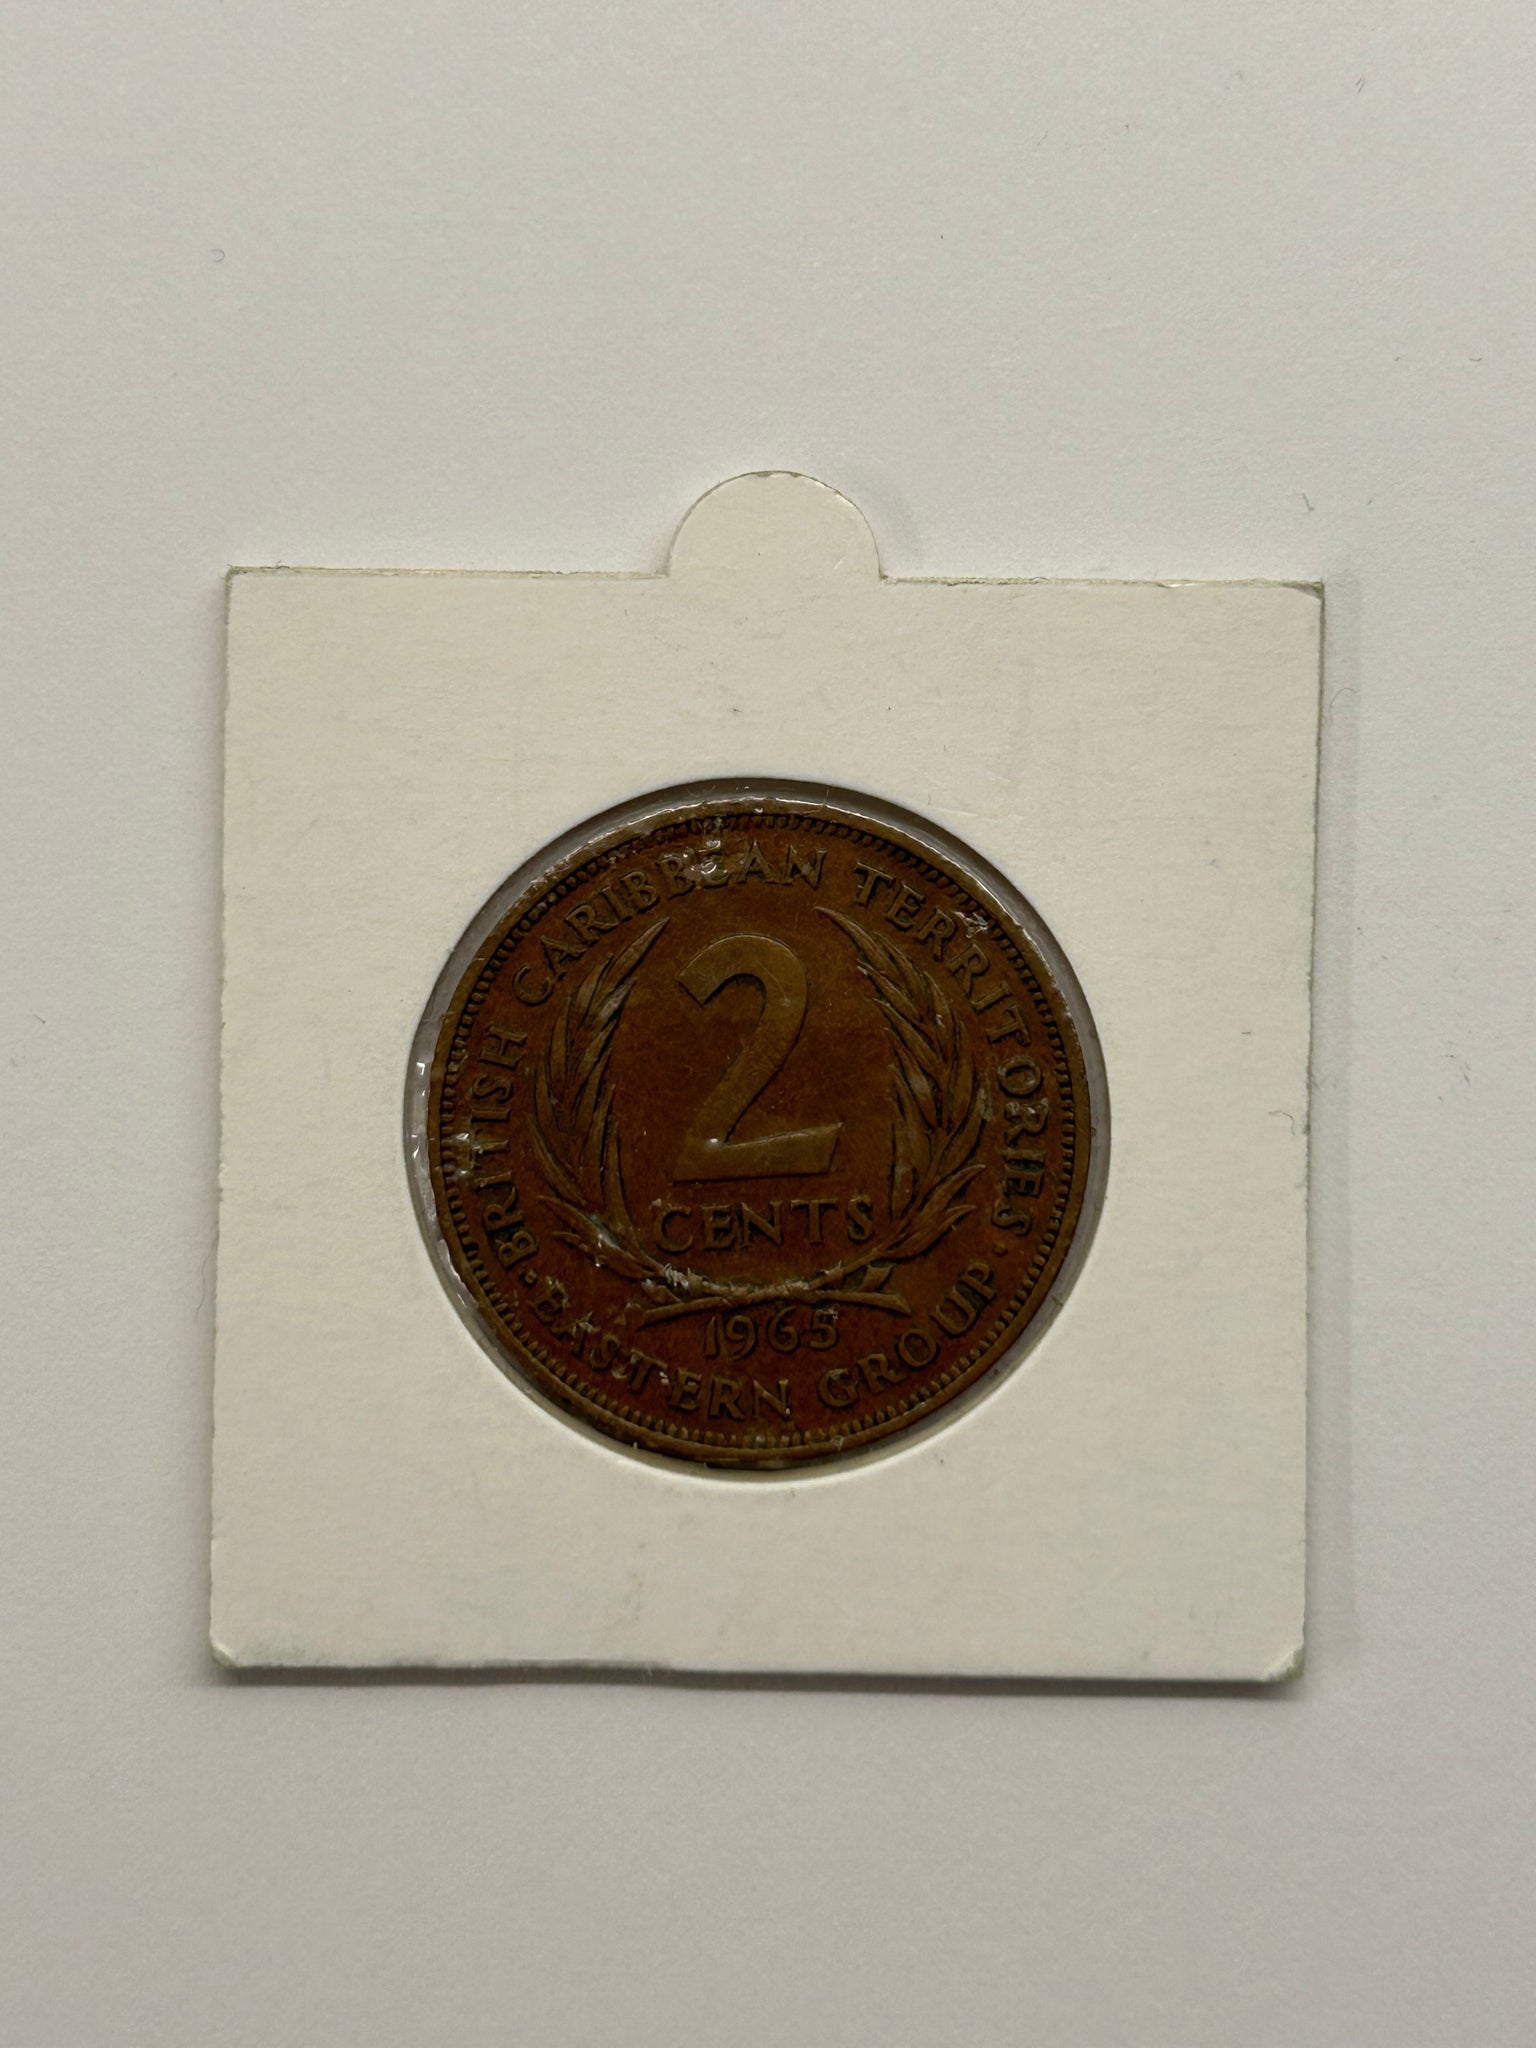 BRITISH CARIBBEAN TERRITORIES
2
CENTS
1965
· EASTERN GROUP ·